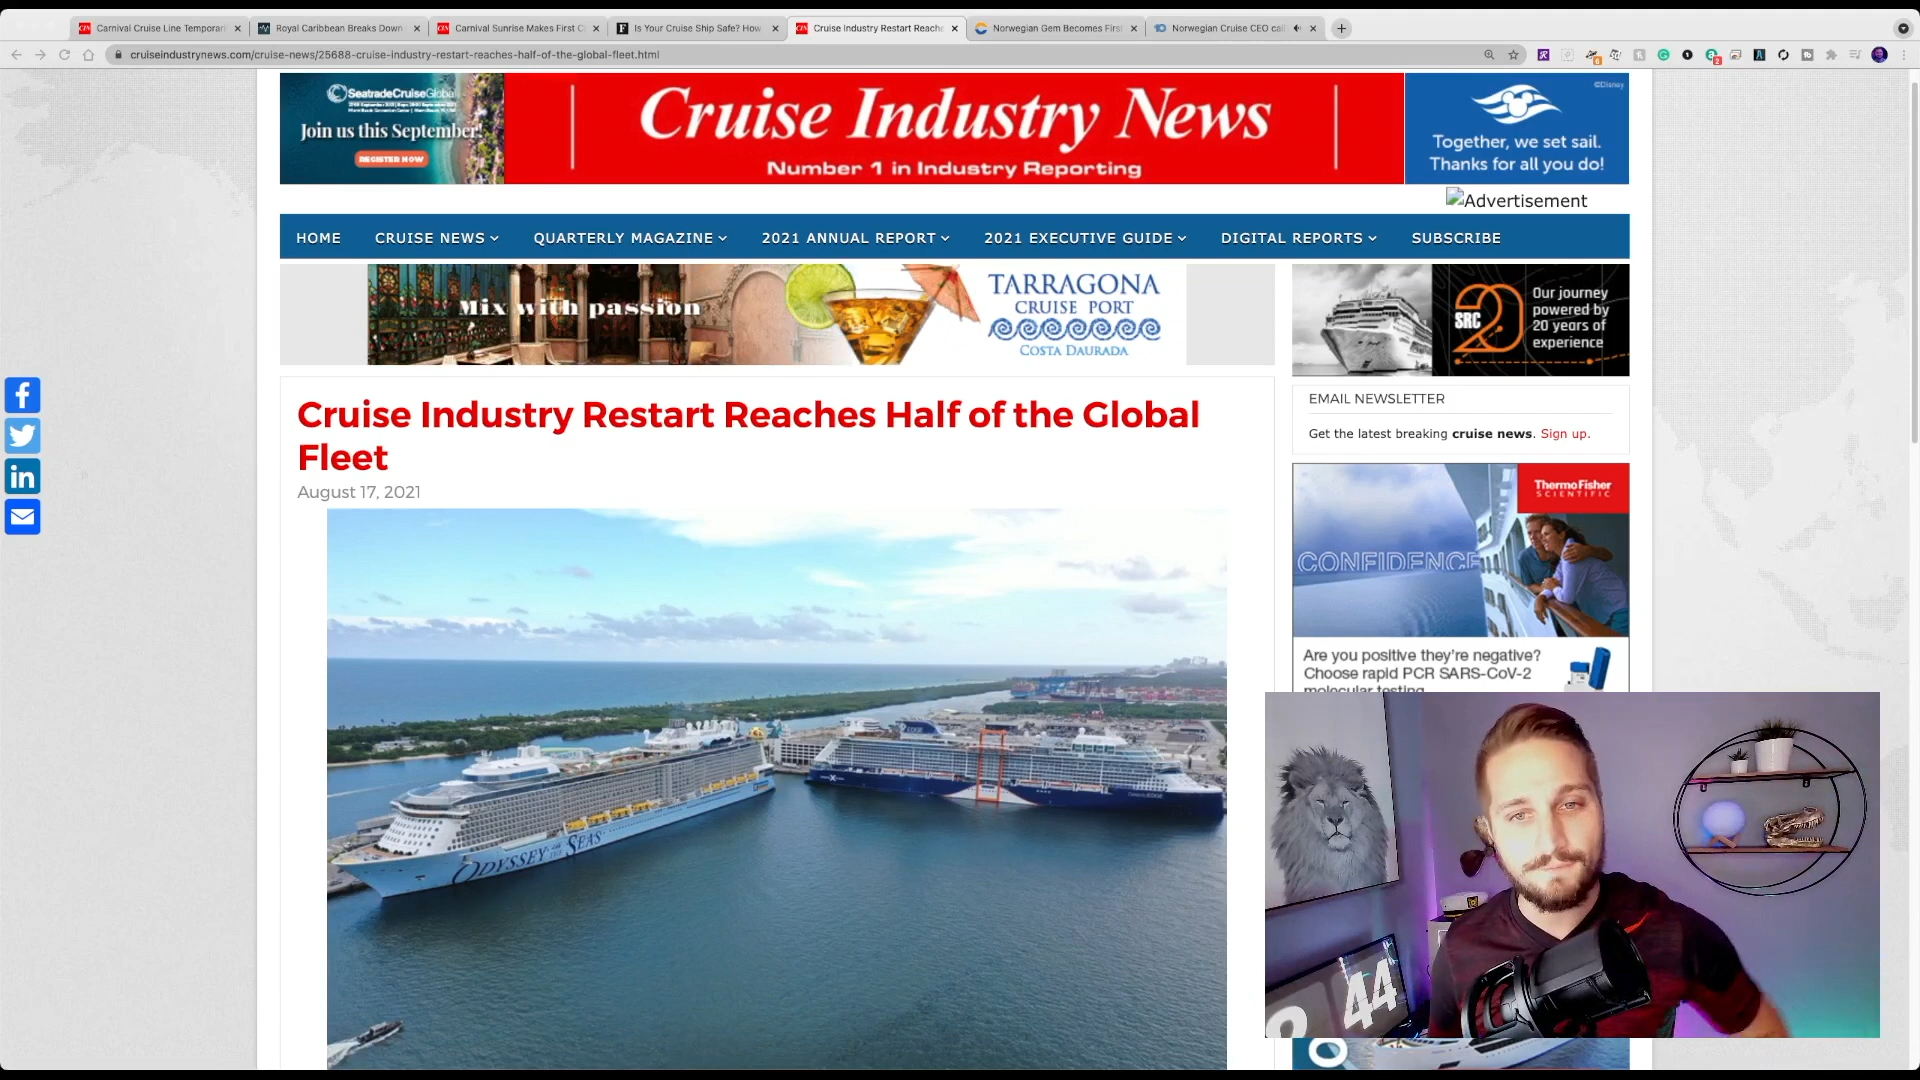 Carnival Cruise Line Temporar
Royal Caribbean Breaks Down
Carnival Sunrise Makes First C
Is Your Cruise Ship Safe? How
Cruise Industry Restart Reache
Norwegian Gem Becomes Firs
Norwegian Cruise CEO cal
cruiseindustrynews.com/cruise-news/25688-cruise-industry-restart-reaches-half-of-the-global-fleet.html
SeatradeCruiseGlobal
Join us this September!
REGISTER NOW
Cruise Industry News
Number 1 in Industry Reporting
©Disney
Together, we set sail.
Thanks for all you do!
Advertisement
HOME
CRUISE NEWS
QUARTERLY MAGAZINE
2021 ANNUAL REPORT
2021 EXECUTIVE GUIDE
DIGITAL REPORTS
SUBSCRIBE
Mix with passion
TARRAGONA
CRUISE PORT
COSTA DAURADA
SRC
20
Our journey
powered by
20 years of
experience
EMAIL NEWSLETTER
Get the latest breaking cruise news. Sign up.
Cruise Industry Restart Reaches Half of the Global
Fleet
August 17, 2021
ODYSSEY OF THE SEAS
EDGE
ThermoFisher
SCIENTIFIC
CONFIDENCE
Are you positive they're negative?
Choose rapid PCR SARS-CoV-2
molecular testing
44